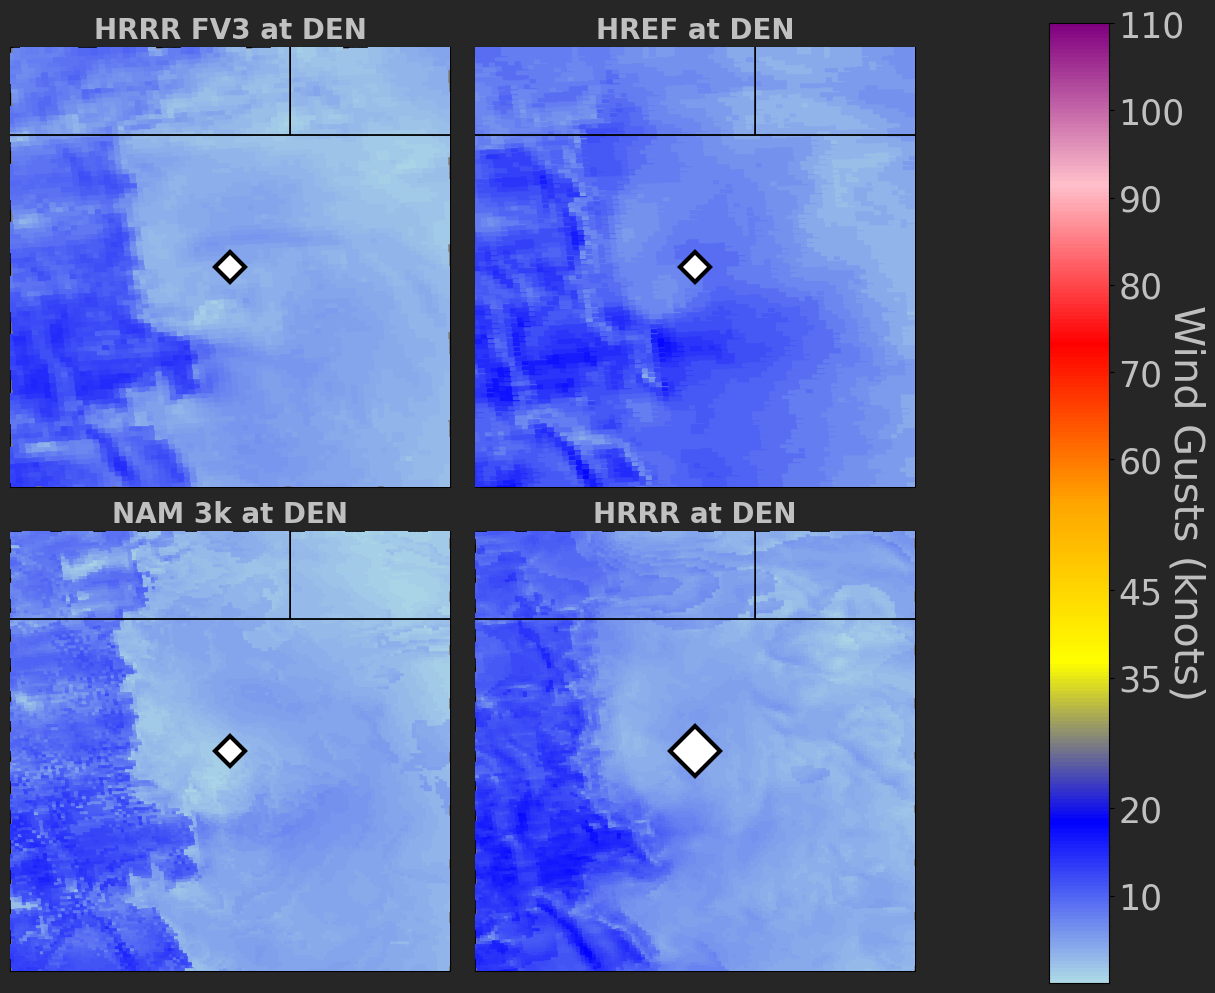 HRRR FV3 at DEN
HREF at DEN
NAM 3k at DEN
HRRR at DEN
110
100
90
80
70
60
45
35
20
10
Wind Gusts (knots)